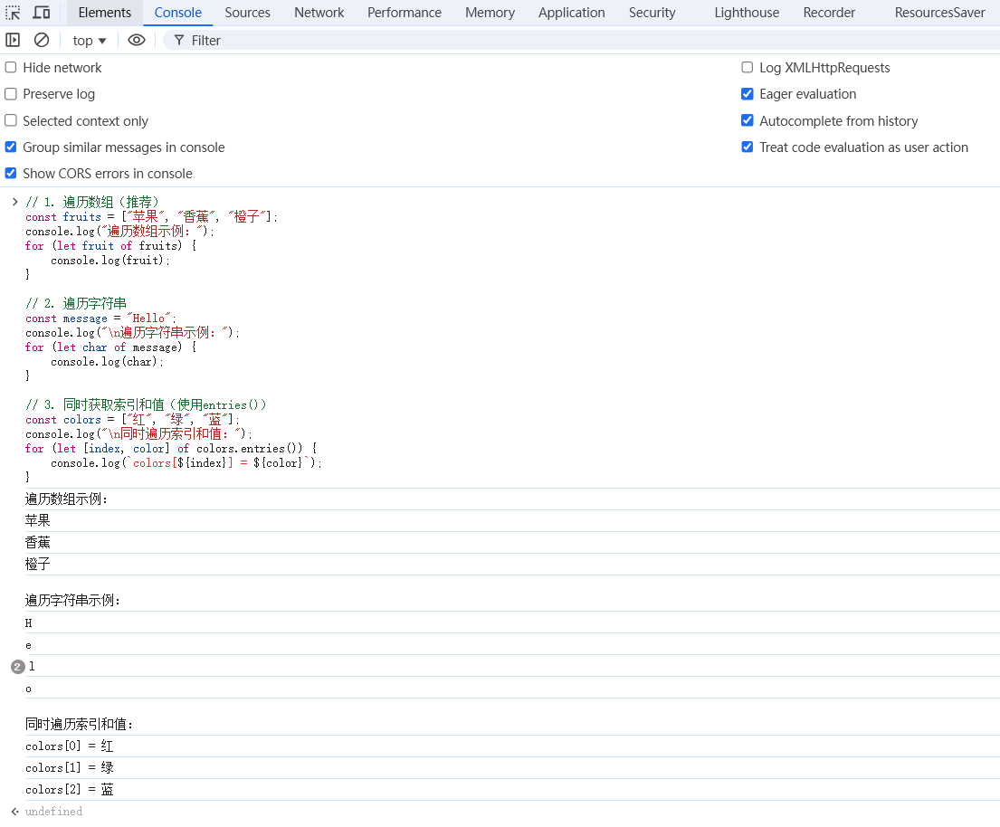 Elements Console Sources Network Performance Memory Application Security Lighthouse Recorder ResourcesSaver
top Filter
Hide network Log XMLHttpRequests
Preserve log Eager evaluation
Selected context only Autocomplete from history
Group similar messages in console Treat code evaluation as user action
Show CORS errors in console
// 1. 遍历数组（推荐）
const fruits = ["苹果", "香蕉", "橙子"];
console.log("遍历数组示例：");
for (let fruit of fruits) {
    console.log(fruit);
}
// 2. 遍历字符串
const message = "Hello";
console.log("\n遍历字符串示例：");
for (let char of message) {
    console.log(char);
}
// 3. 同时获取索引和值（使用entries()）
const colors = ["红", "绿", "蓝"];
console.log("\n同时遍历索引和值：");
for (let [index, color] of colors.entries()) {
    console.log(`colors[${index}] = ${color}`);
}
遍历数组示例：
苹果
香蕉
橙子
遍历字符串示例：
H
e
2 l
o
同时遍历索引和值：
colors[0] = 红
colors[1] = 绿
colors[2] = 蓝
undefined